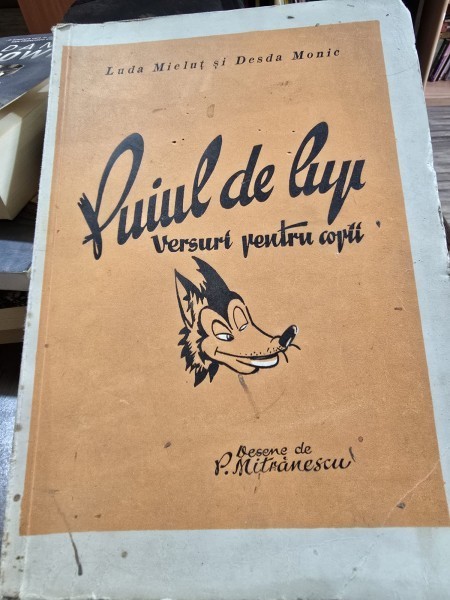 Luda Mieluț și Desda Monic
Puiul de lup
Versuri pentru copii
Desene de
P. Mitrănescu